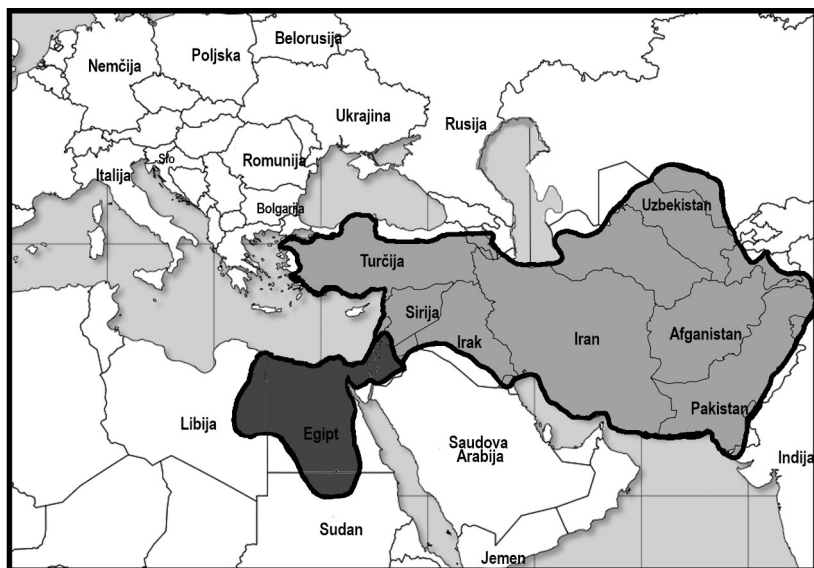 Belorusija
Poljska
Nemčija
Ukrajina
Rusija
Slo
Romunija
Italija
Uzbekistan
Bolgarija
Turčija
Sirija
Afganistan
Irak
Iran
Pakistan
Libija
Egipt
Saudova
Arabija
Indija
Sudan
Jemen